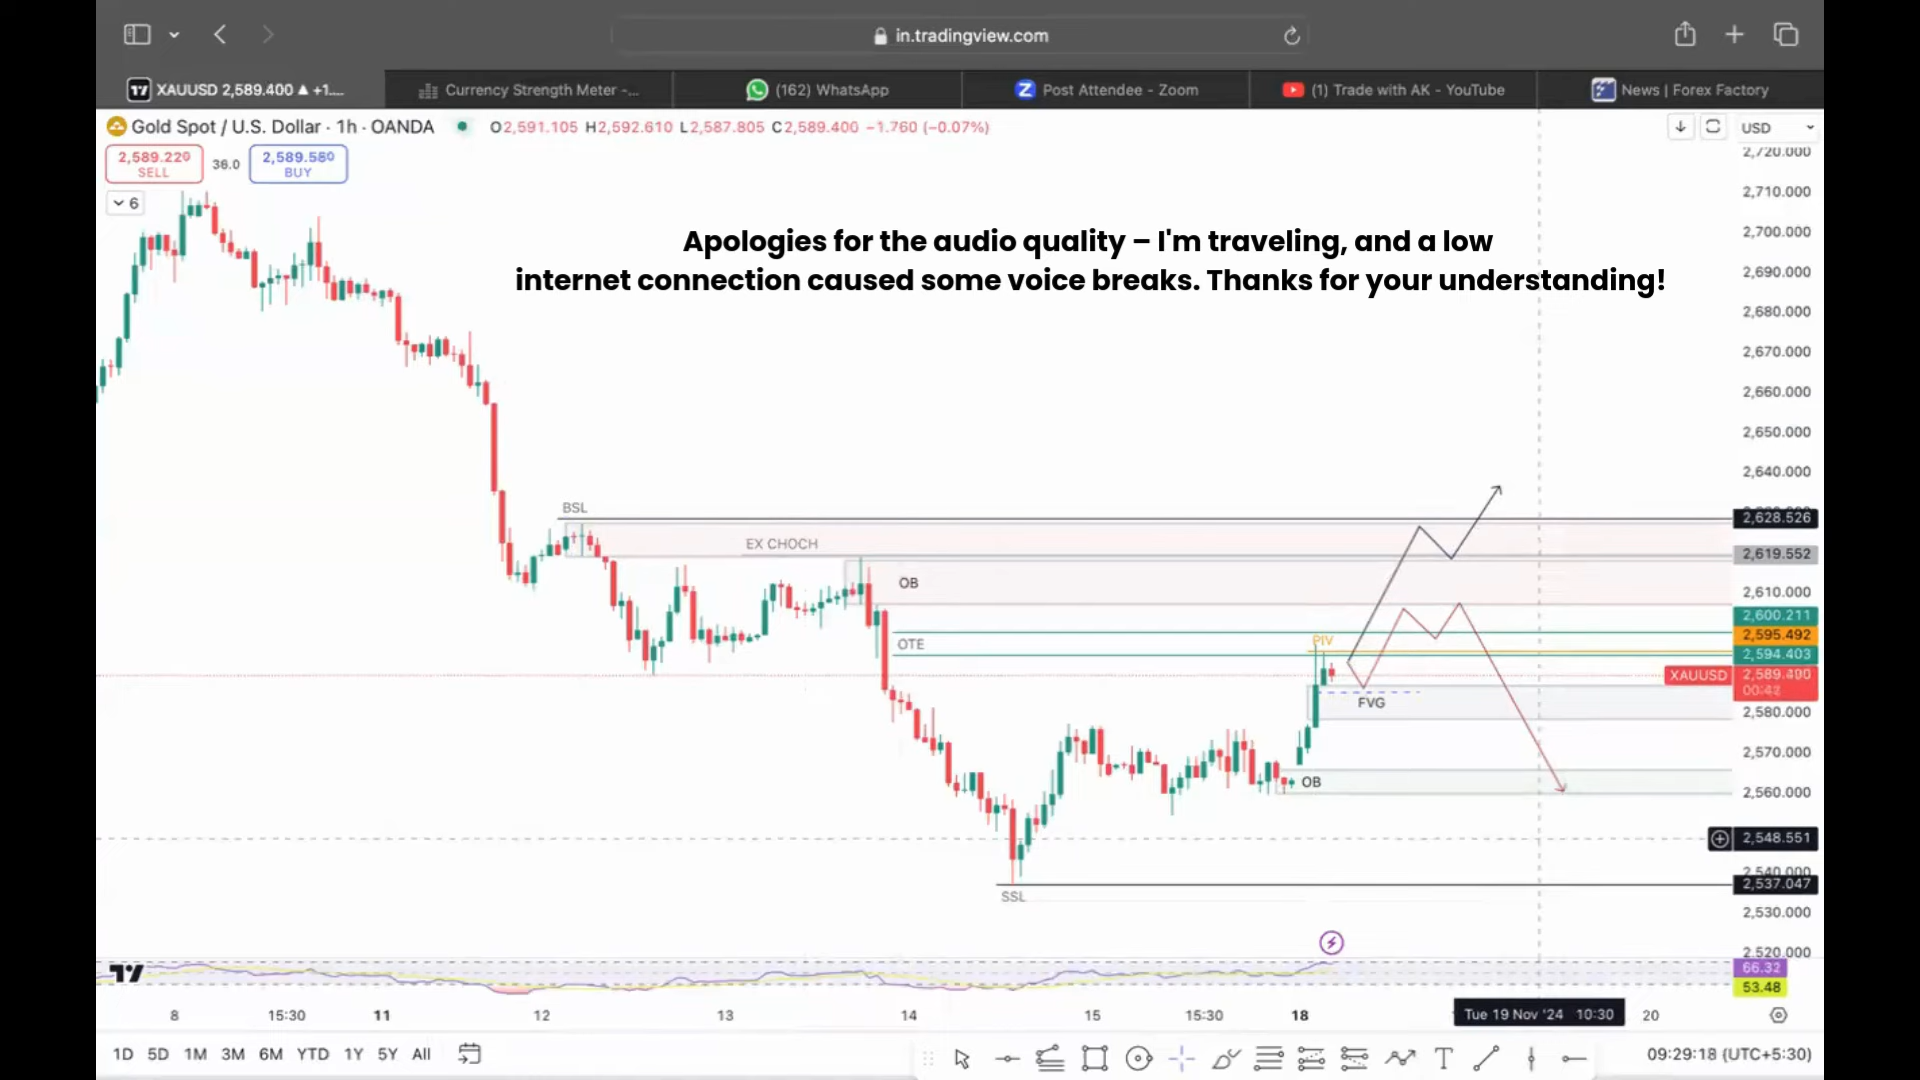 in.tradingview.com
XAUUSD 2,589.400 ▲ +1....
Currency Strength Meter -...
(162) WhatsApp
Post Attendee - Zoom
(1) Trade with AK - YouTube
News | Forex Factory
Gold Spot / U.S. Dollar · 1h · OANDA
O2,591.105 H2,592.610 L2,587.805 C2,589.400 −1.760 (−0.07%)
USD
2,589.220
SELL
36.0
2,589.580
BUY
6
Apologies for the audio quality – I'm traveling, and a low
internet connection caused some voice breaks. Thanks for your understanding!
2,720.000
2,710.000
2,700.000
2,690.000
2,680.000
2,670.000
2,660.000
2,650.000
2,640.000
BSL
2,628.526
EX CHOCH
2,619.552
OB
2,610.000
2,600.211
PIV
2,595.492
OTE
2,594.403
XAUUSD
2,589.400
00:42
FVG
2,580.000
2,570.000
OB
2,560.000
2,548.551
2,540.000
2,537.047
SSL
2,530.000
2,520.000
66.32
53.48
8
15:30
11
12
13
14
15
15:30
18
Tue 19 Nov '24 10:30
20
1D 5D 1M 3M 6M YTD 1Y 5Y All
09:29:18 (UTC+5:30)